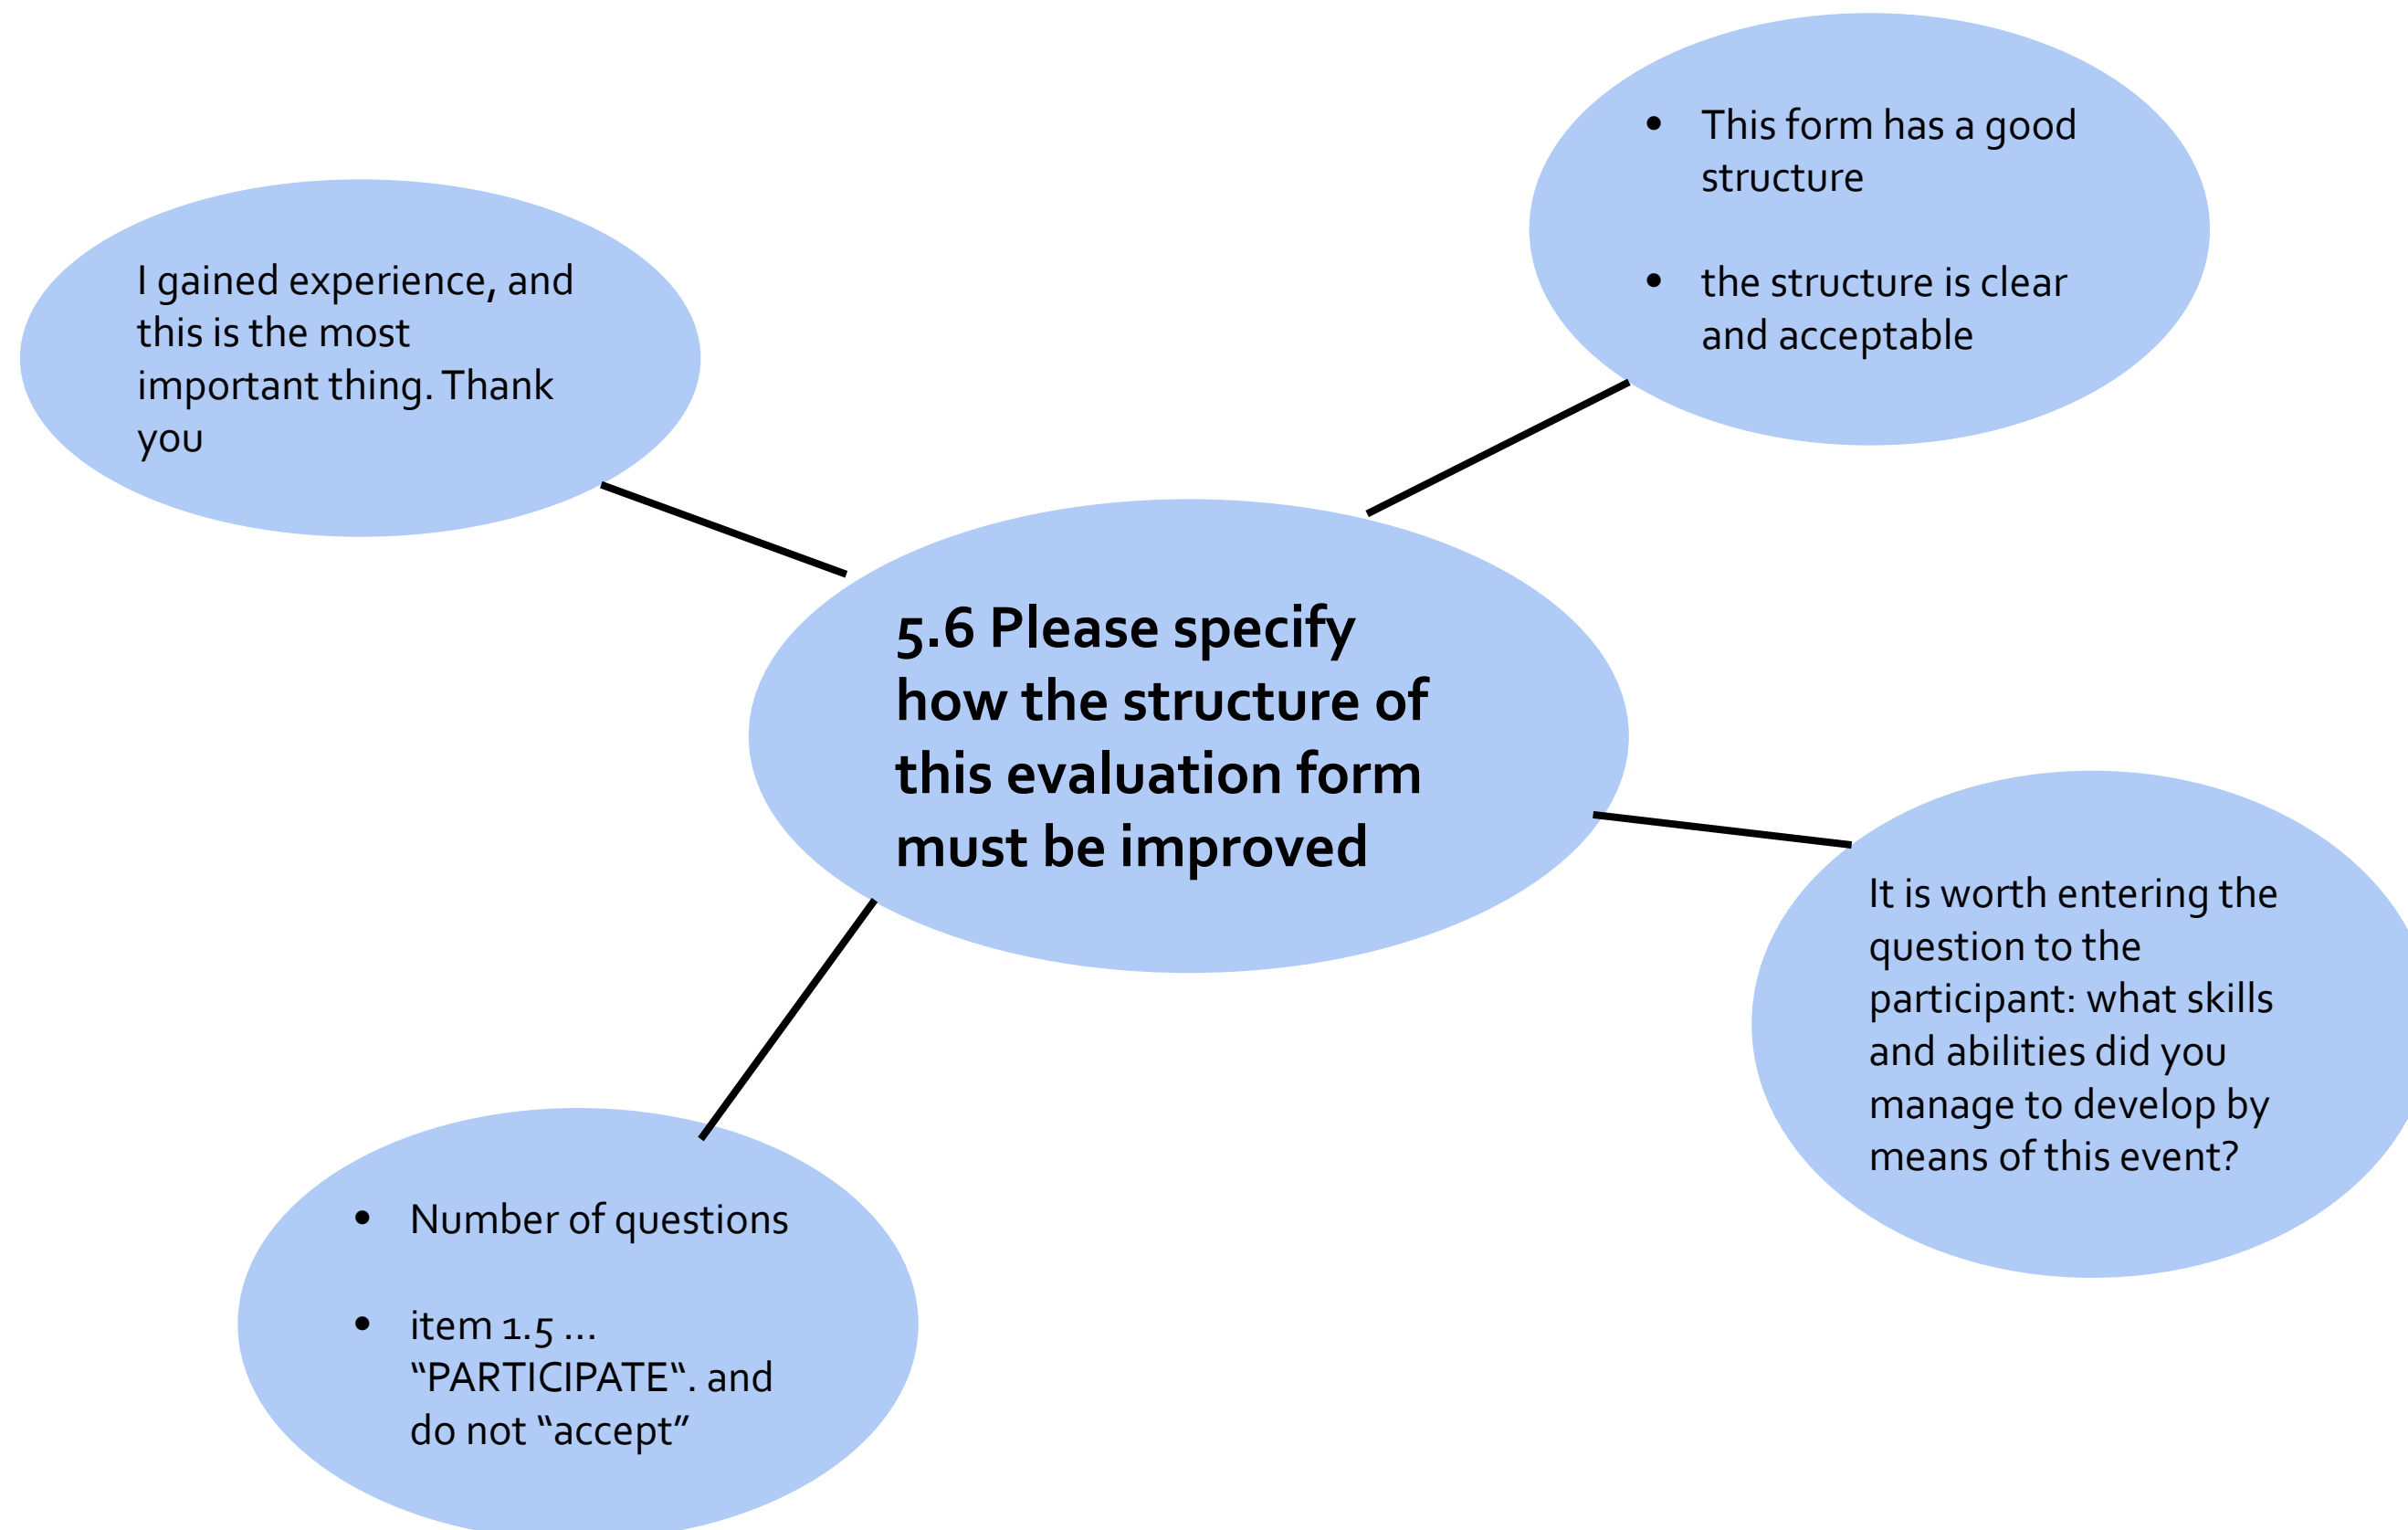 • This form has a good
structure
• the structure is clear
and acceptable
I gained experience, and
this is the most
important thing. Thank
you
5.6 Please specify
how the structure of
this evaluation form
must be improved
It is worth entering the
question to the
participant: what skills
and abilities did you
manage to develop by
means of this event?
• Number of questions
• item 1.5 ...
“PARTICIPATE“. and
do not “accept”